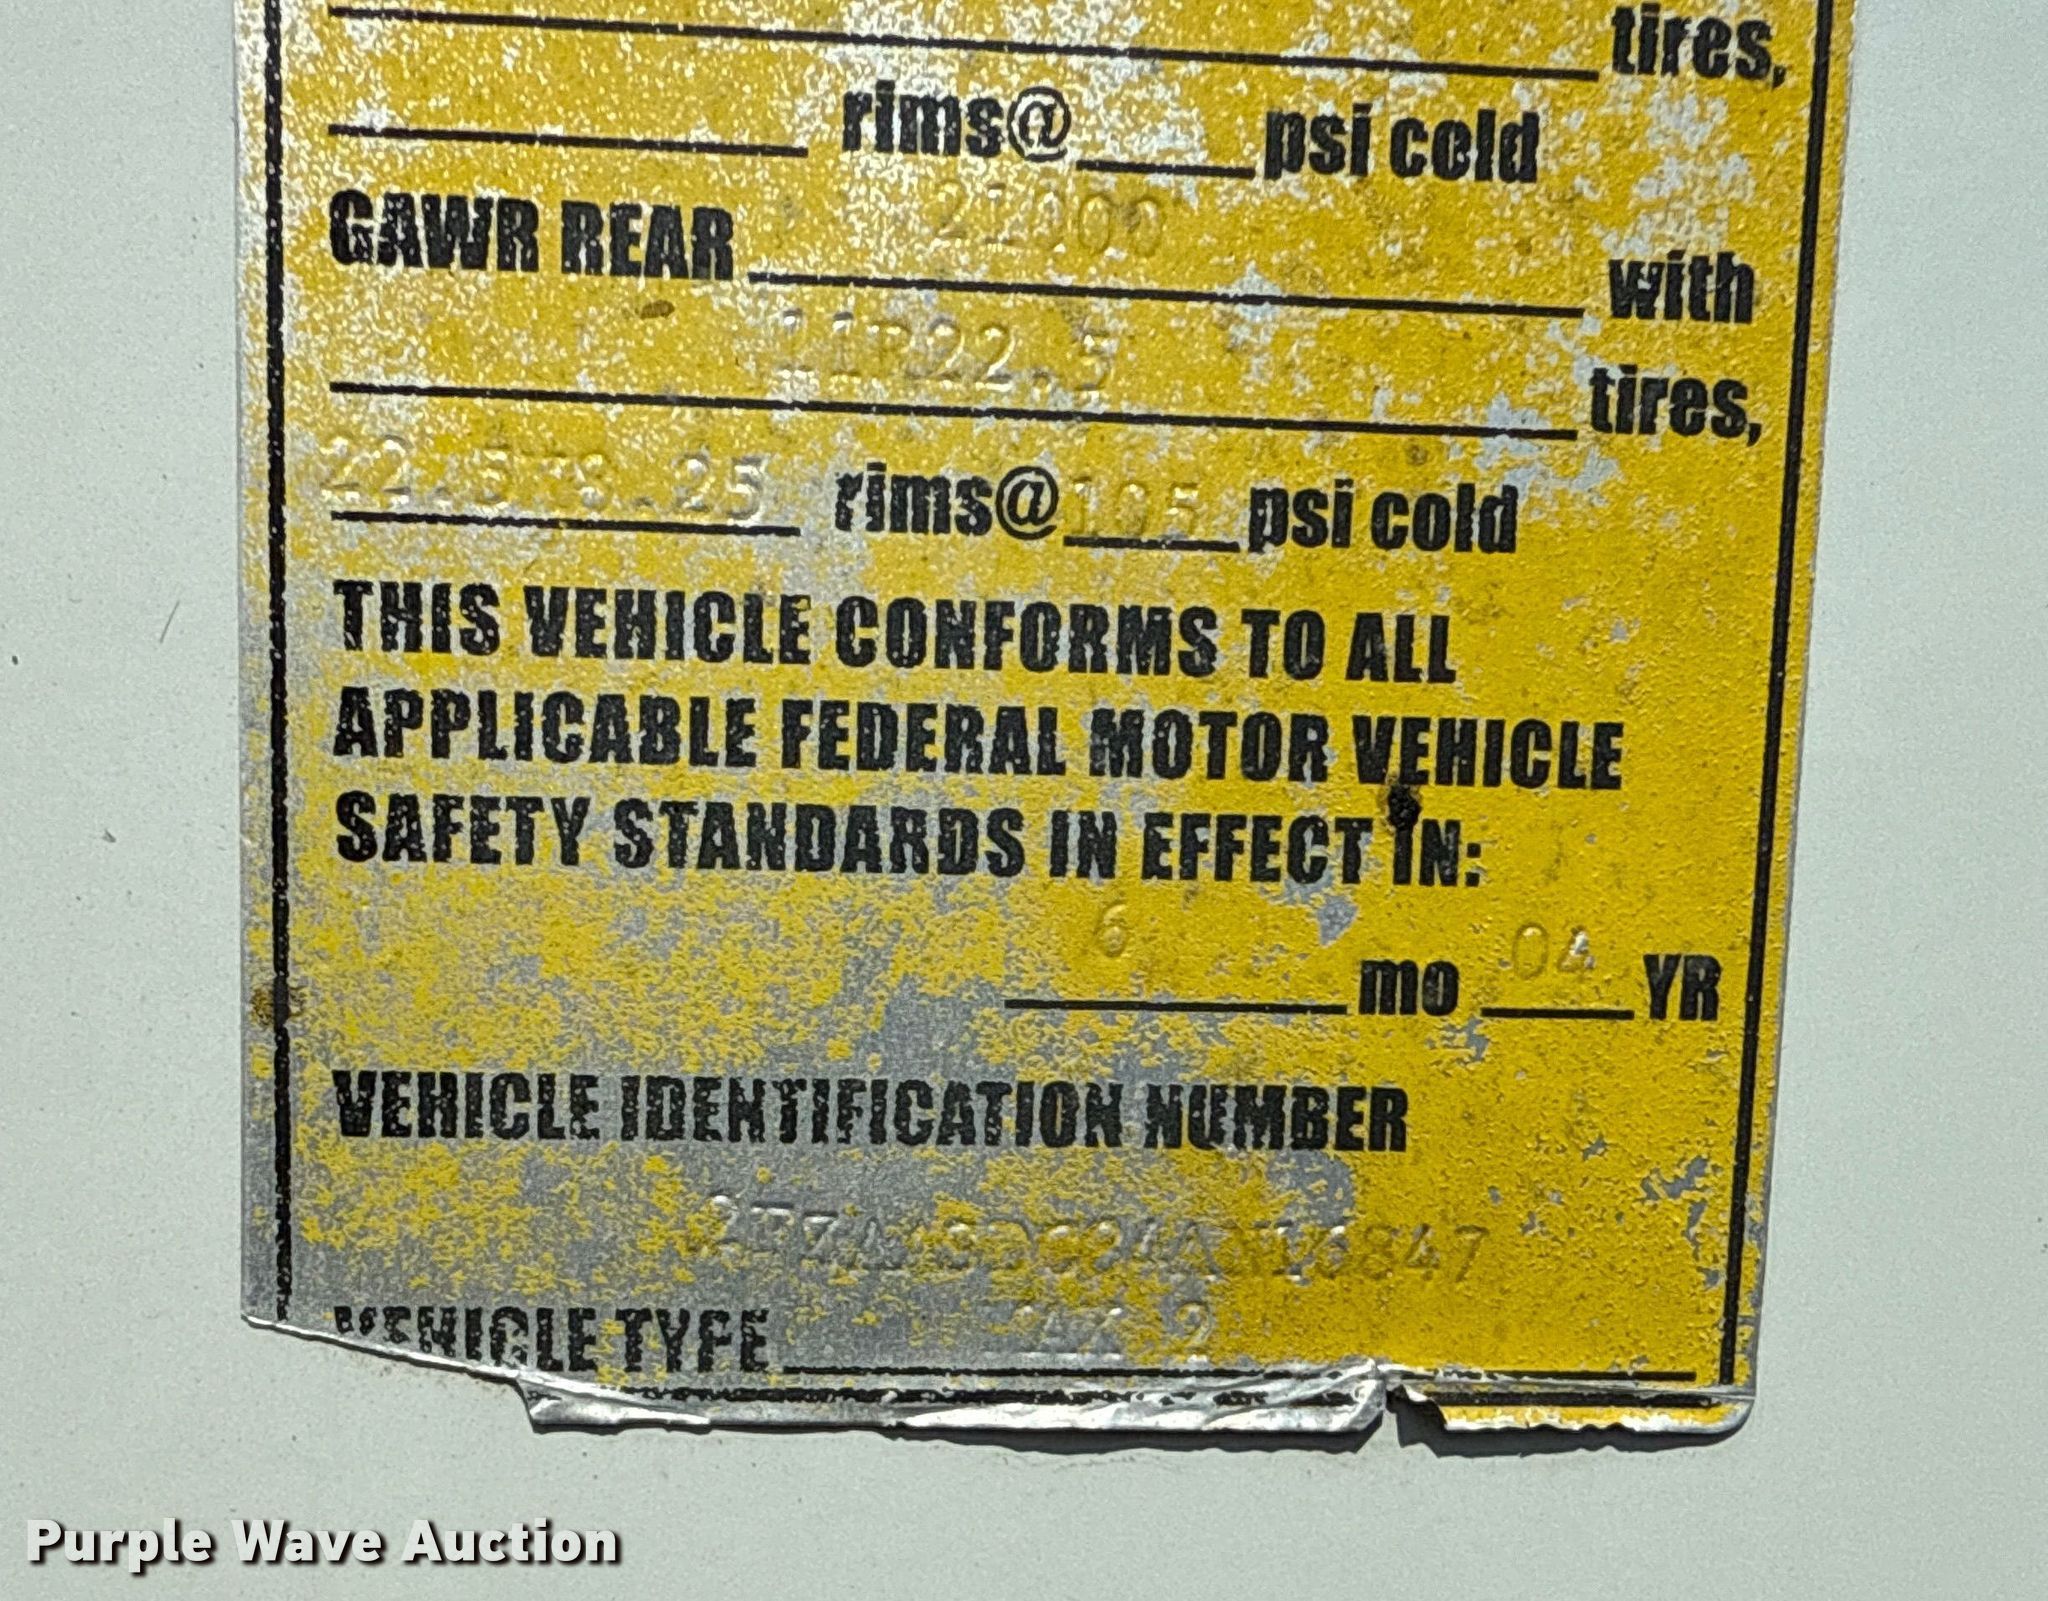 tires,
rims@ psi cold
GAWR REAR 21000 with
11R22.5 tires,
22.5X8.25 rims@ 105 psi cold
THIS VEHICLE CONFORMS TO ALL
APPLICABLE FEDERAL MOTOR VEHICLE
SAFETY STANDARDS IN EFFECT IN:
6 mo 04 YR
VEHICLE IDENTIFICATION NUMBER
VEHICLE TYPE
Purple Wave Auction